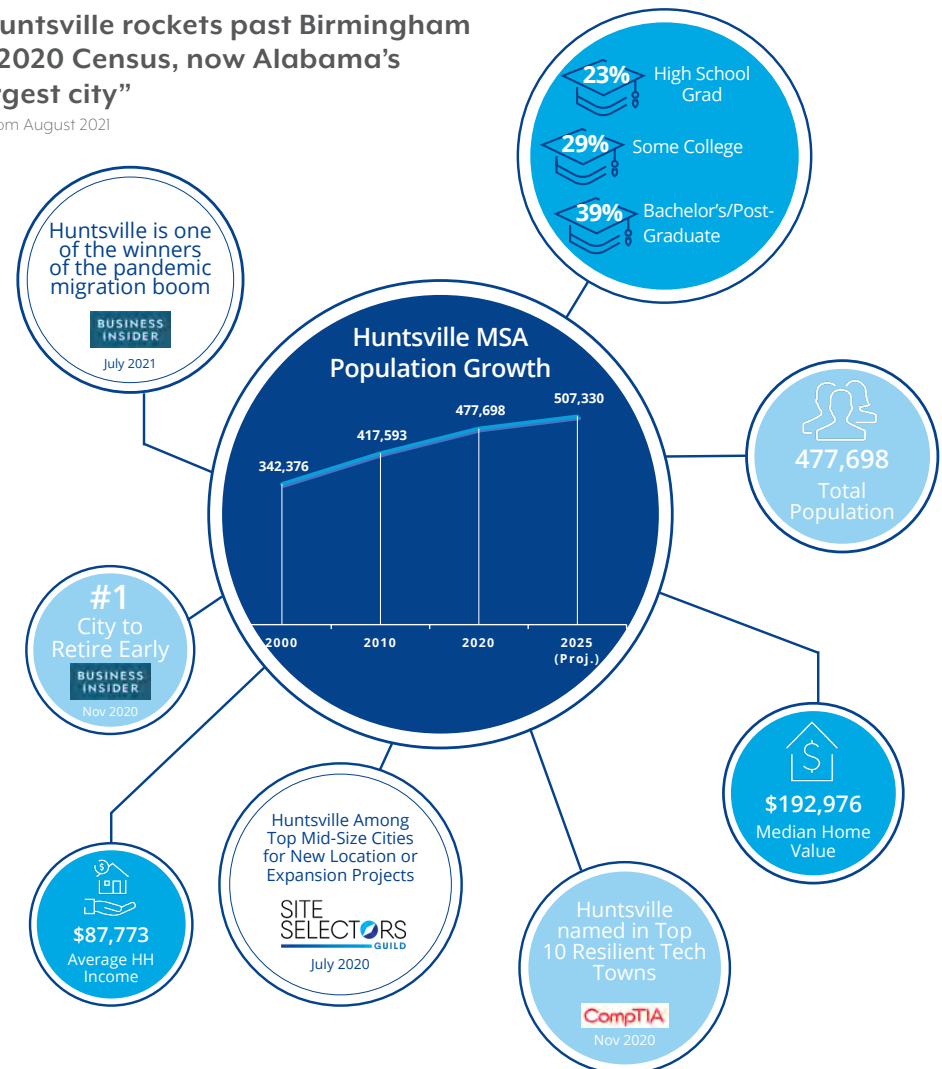 untsville rockets past Birmingham
2020 Census, now Alabama’s
rgest city”
om August 2021
23% High School
Grad
29% Some College
39% Bachelor's/Post-
Graduate
Huntsville is one
of the winners
of the pandemic
migration boom
BUSINESS
INSIDER
July 2021
Huntsville MSA
Population Growth
342,376
417,593
477,698
507,330
2000
2010
2020
2025
(Proj.)
477,698
Total
Population
#1
City to
Retire Early
BUSINESS
INSIDER
Nov 2020
$192,976
Median Home
Value
$87,773
Average HH
Income
Huntsville Among
Top Mid-Size Cities
for New Location or
Expansion Projects
SITE
SELECTORS
GUILD
July 2020
Huntsville
named in Top
10 Resilient Tech
Towns
CompTIA
Nov 2020